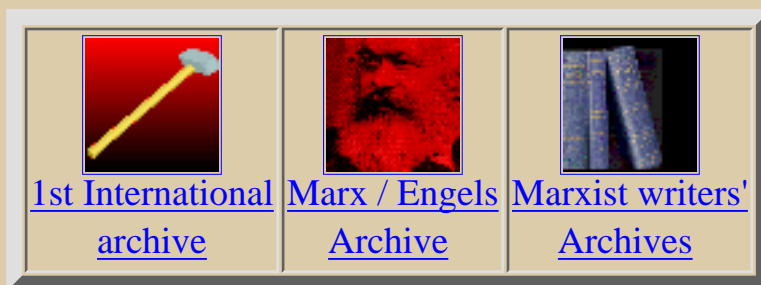 1st International
archive
Marx / Engels
Archive
Marxist writers'
Archives